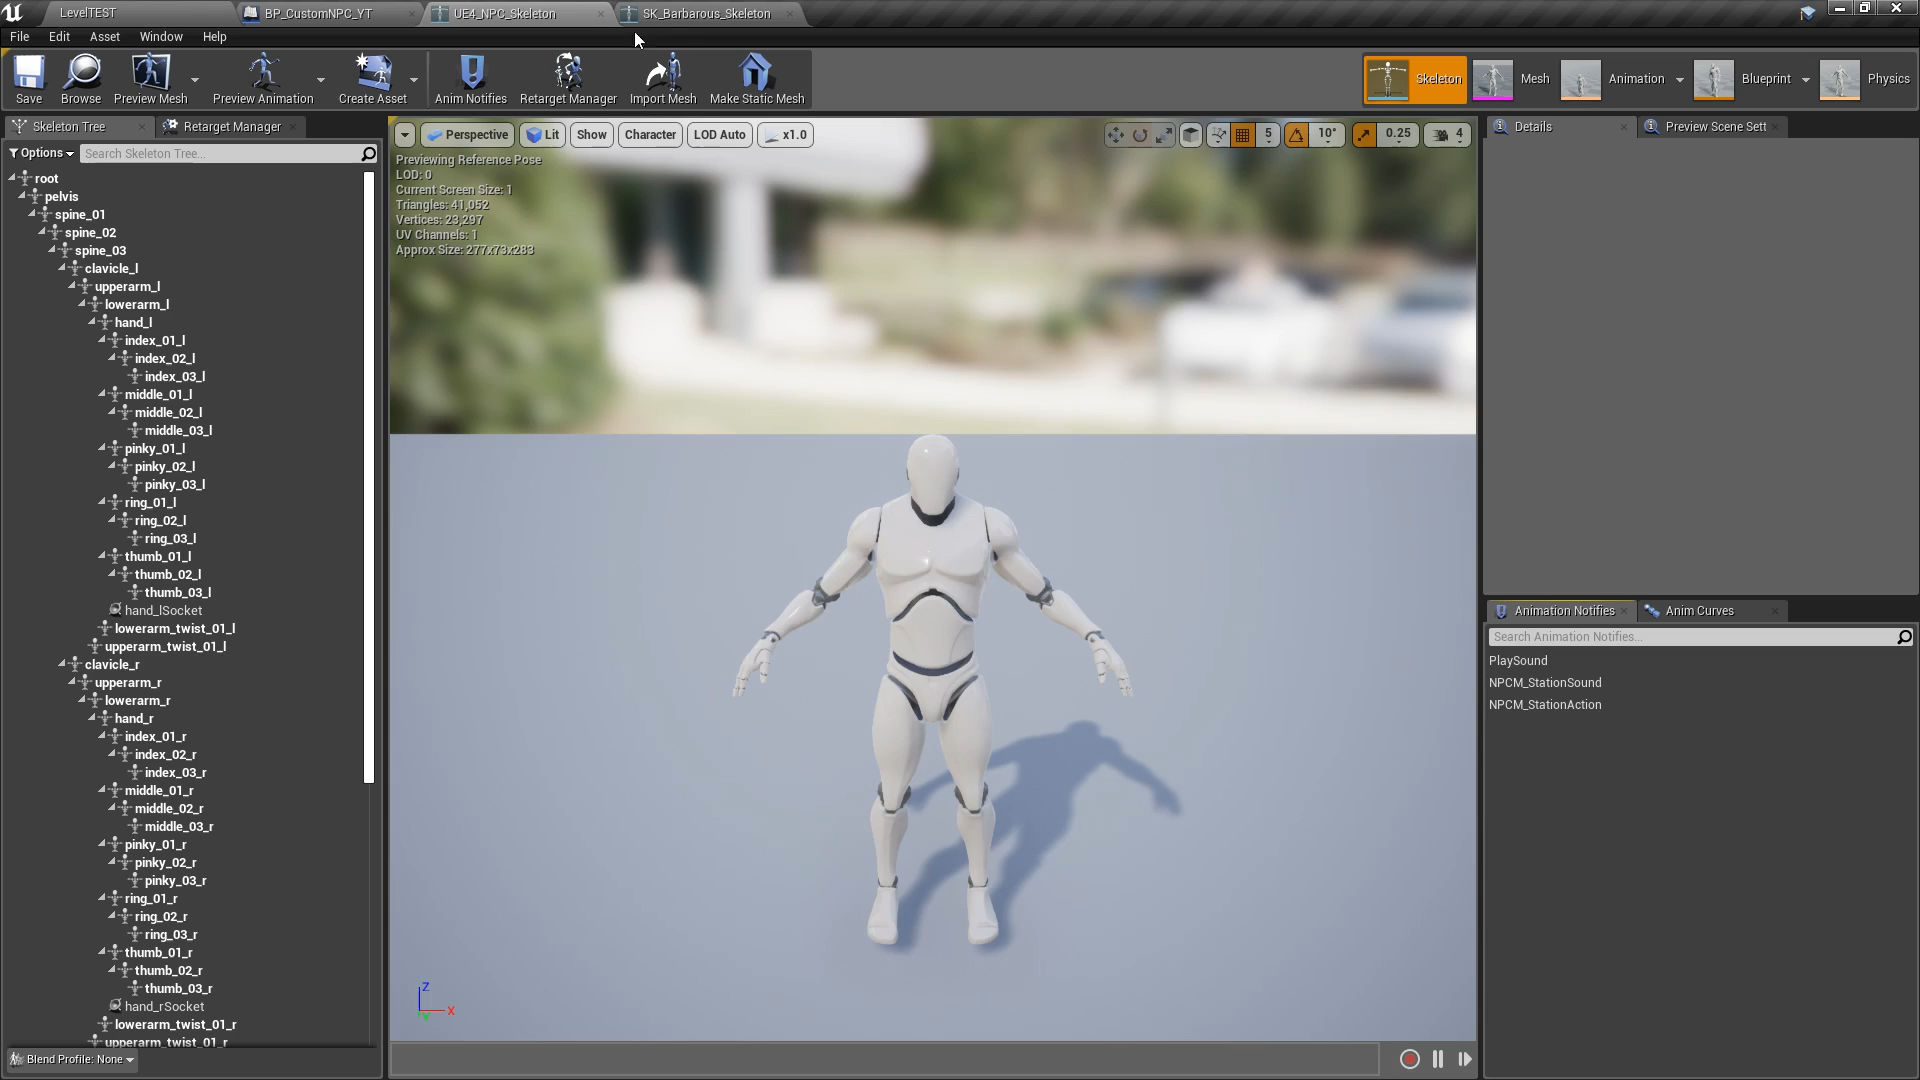 LevelTEST
BP_CustomNPC_YT
UE4_NPC_Skeleton
SK_Barbarous_Skeleton
File Edit Asset Window Help
Save
Browse
Preview Mesh
Preview Animation
Create Asset
Anim Notifies
Retarget Manager
Import Mesh
Make Static Mesh
Skeleton
Mesh
Animation
Blueprint
Physics
Skeleton Tree
Retarget Manager
Options
Search Skeleton Tree...
root
pelvis
spine_01
spine_02
spine_03
clavicle_l
upperarm_l
lowerarm_l
hand_l
index_01_l
index_02_l
index_03_l
middle_01_l
middle_02_l
middle_03_l
pinky_01_l
pinky_02_l
pinky_03_l
ring_01_l
ring_02_l
ring_03_l
thumb_01_l
thumb_02_l
thumb_03_l
hand_lSocket
lowerarm_twist_01_l
upperarm_twist_01_l
clavicle_r
upperarm_r
lowerarm_r
hand_r
index_01_r
index_02_r
index_03_r
middle_01_r
middle_02_r
middle_03_r
pinky_01_r
pinky_02_r
pinky_03_r
ring_01_r
ring_02_r
ring_03_r
thumb_01_r
thumb_02_r
thumb_03_r
hand_rSocket
lowerarm_twist_01_r
upperarm_twist_01_r
Blend Profile: None
Perspective
Lit
Show
Character
LOD Auto
x1.0
5
10°
0.25
4
Previewing Reference Pose
LOD: 0
Current Screen Size: 1
Triangles: 41,052
Vertices: 23,297
UV Channels: 1
Approx Size: 277x73x283
Z
X
Y
Details
Preview Scene Sett
Animation Notifies
Anim Curves
Search Animation Notifies...
PlaySound
NPCM_StationSound
NPCM_StationAction